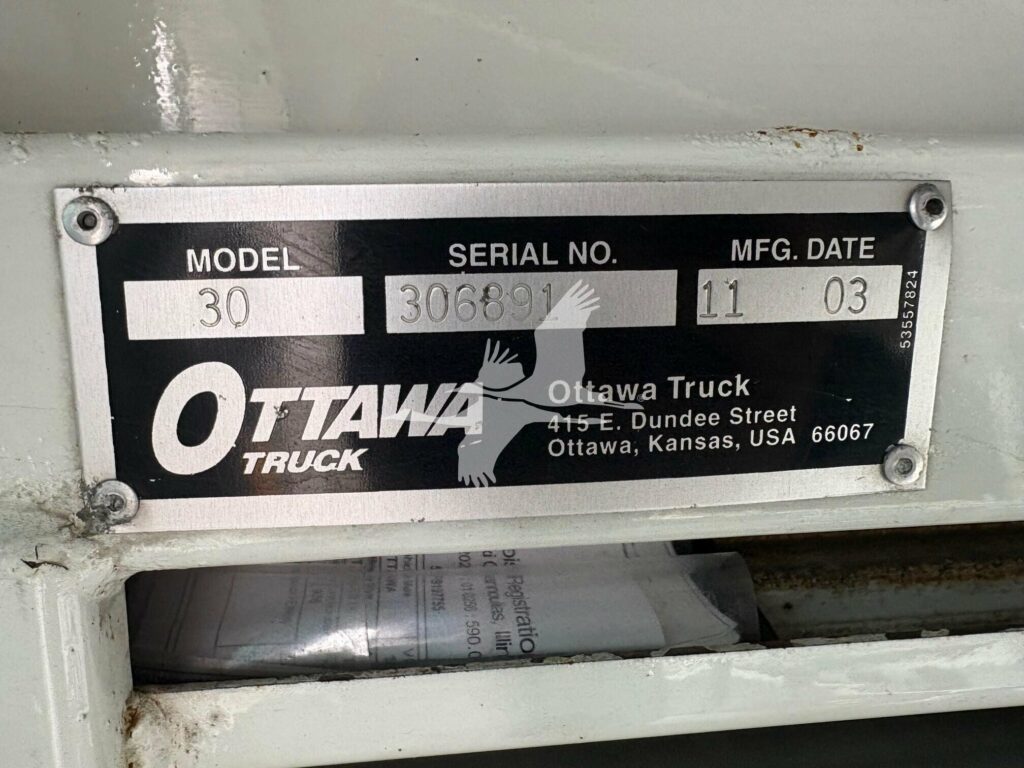 MODEL SERIAL NO. MFG. DATE
30 306891 11 03
53557824
OTTAWA
TRUCK
Ottawa Truck
415 E. Dundee Street
Ottawa, Kansas, USA 66067
Registration